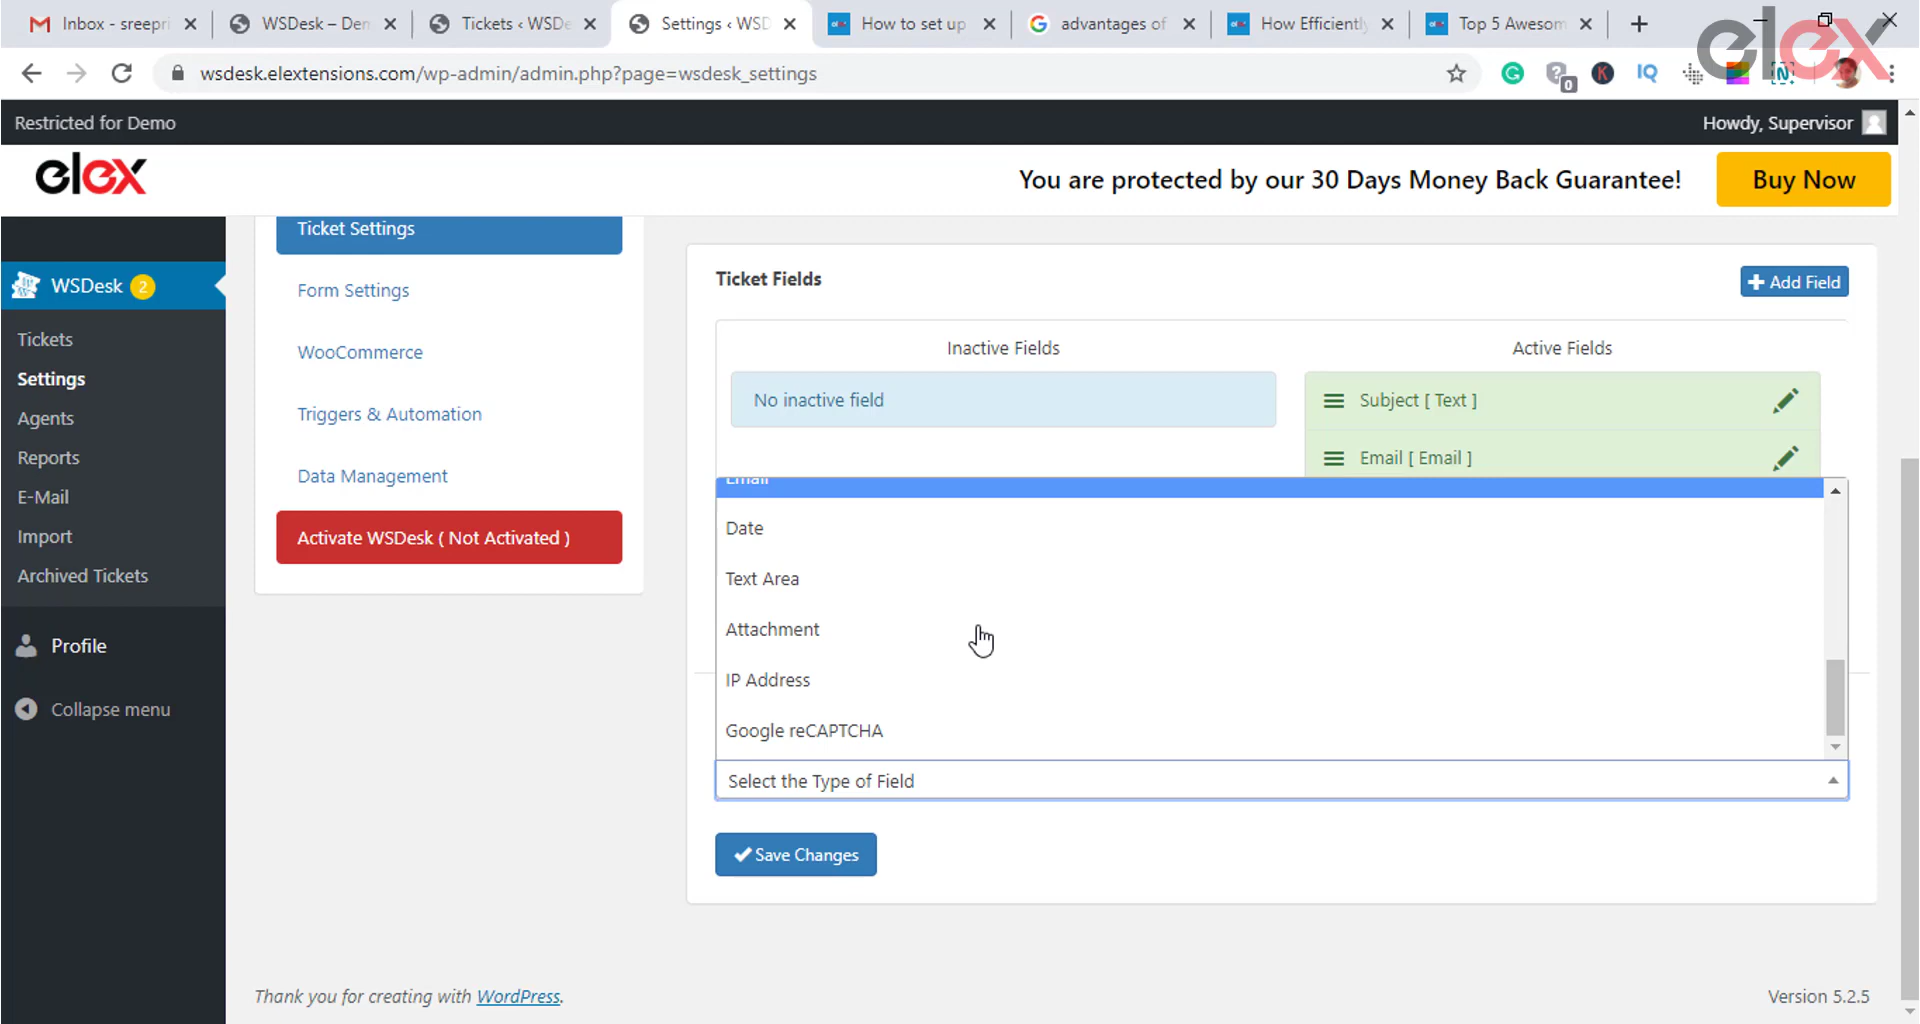 Inbox - sreepri
WSDesk – Den
Tickets ‹ WSDe
Settings ‹ WSD
How to set up
advantages of
How Efficiently
Top 5 Awesom
elex
wsdesk.elextensions.com/wp-admin/admin.php?page=wsdesk_settings
0
K
IQ
N
Restricted for Demo
Howdy, Supervisor
elex
You are protected by our 30 Days Money Back Guarantee!
Buy Now
WSDesk 2
Tickets
Settings
Agents
Reports
E-Mail
Import
Archived Tickets
Profile
Collapse menu
Ticket Settings
Form Settings
WooCommerce
Triggers & Automation
Data Management
Activate WSDesk ( Not Activated )
Ticket Fields
Add Field
Inactive Fields
Active Fields
No inactive field
Subject [ Text ]
Email [ Email ]
Email
Date
Text Area
Attachment
IP Address
Google reCAPTCHA
Select the Type of Field
Save Changes
Thank you for creating with WordPress.
Version 5.2.5